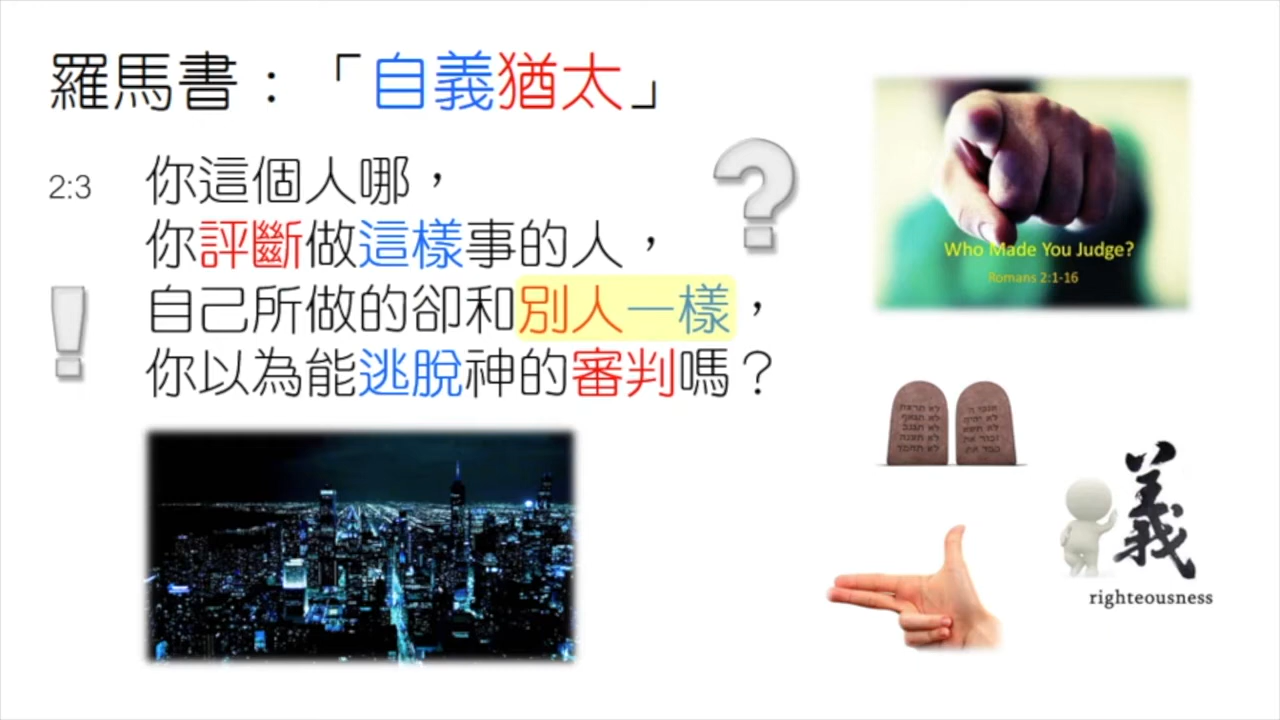 羅馬書：「自義猶太」
2:3
你這個人哪，
你評斷做這樣事的人，
自己所做的卻和別人一樣，
你以為能逃脫神的審判嗎？
?
!
Who Made You Judge?
Romans 2:1-16
義
righteousness